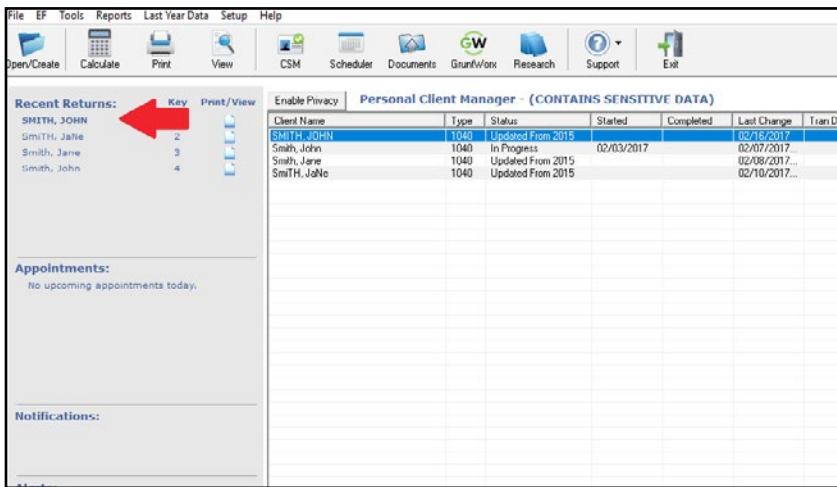 File EF Tools Reports Last Year Data Setup Help
Open/Create Calculate Print View CSM Scheduler Documents GruntWorx Research Support Exit
GW
Recent Returns: Key Print/View
SMITH, JOHN
SmiTH, JaNe 2
Smith, Jane 3
Smith, John 4
Appointments:
No upcoming appointments today.
Notifications:
Alerts:
Enable Privacy Personal Client Manager - (CONTAINS SENSITIVE DATA)
Client Name Type Status Started Completed Last Change Tran D
SMITH, JOHN 1040 Updated From 2015 02/16/2017
Smith, John 1040 In Progress 02/03/2017 02/07/2017...
Smith, Jane 1040 Updated From 2015 02/08/2017...
SmiTH, JaNe 1040 Updated From 2015 02/10/2017...